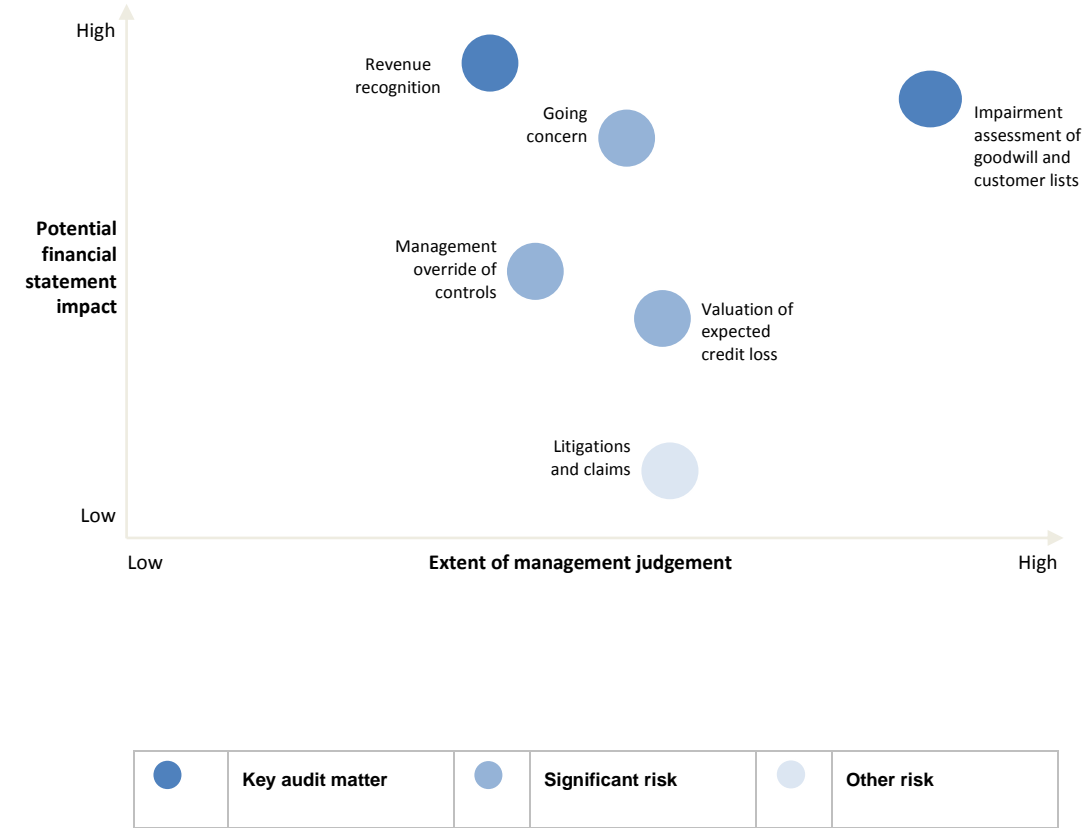 High
Revenue
recognition
Going
concern
Impairment
assessment of
goodwill and
customer lists
Potential
financial
statement
impact
Management
override of
controls
Valuation of
expected
credit loss
Litigations
and claims
Low
Low
Extent of management judgement
High
Key audit matter
Significant risk
Other risk